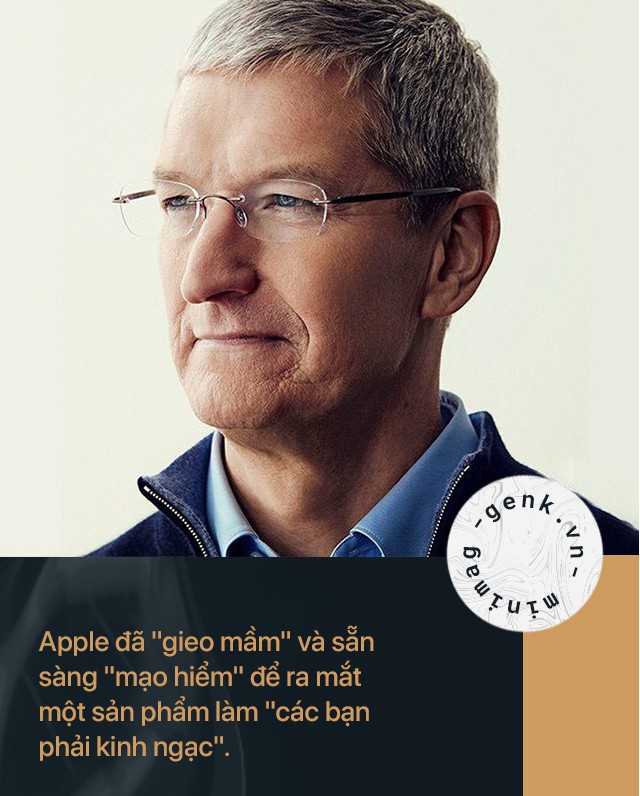 -genk.vn-
minimag
Apple đã "gieo mầm" và sẵn
sàng "mạo hiểm" để ra mắt
một sản phẩm làm "các bạn
phải kinh ngạc".